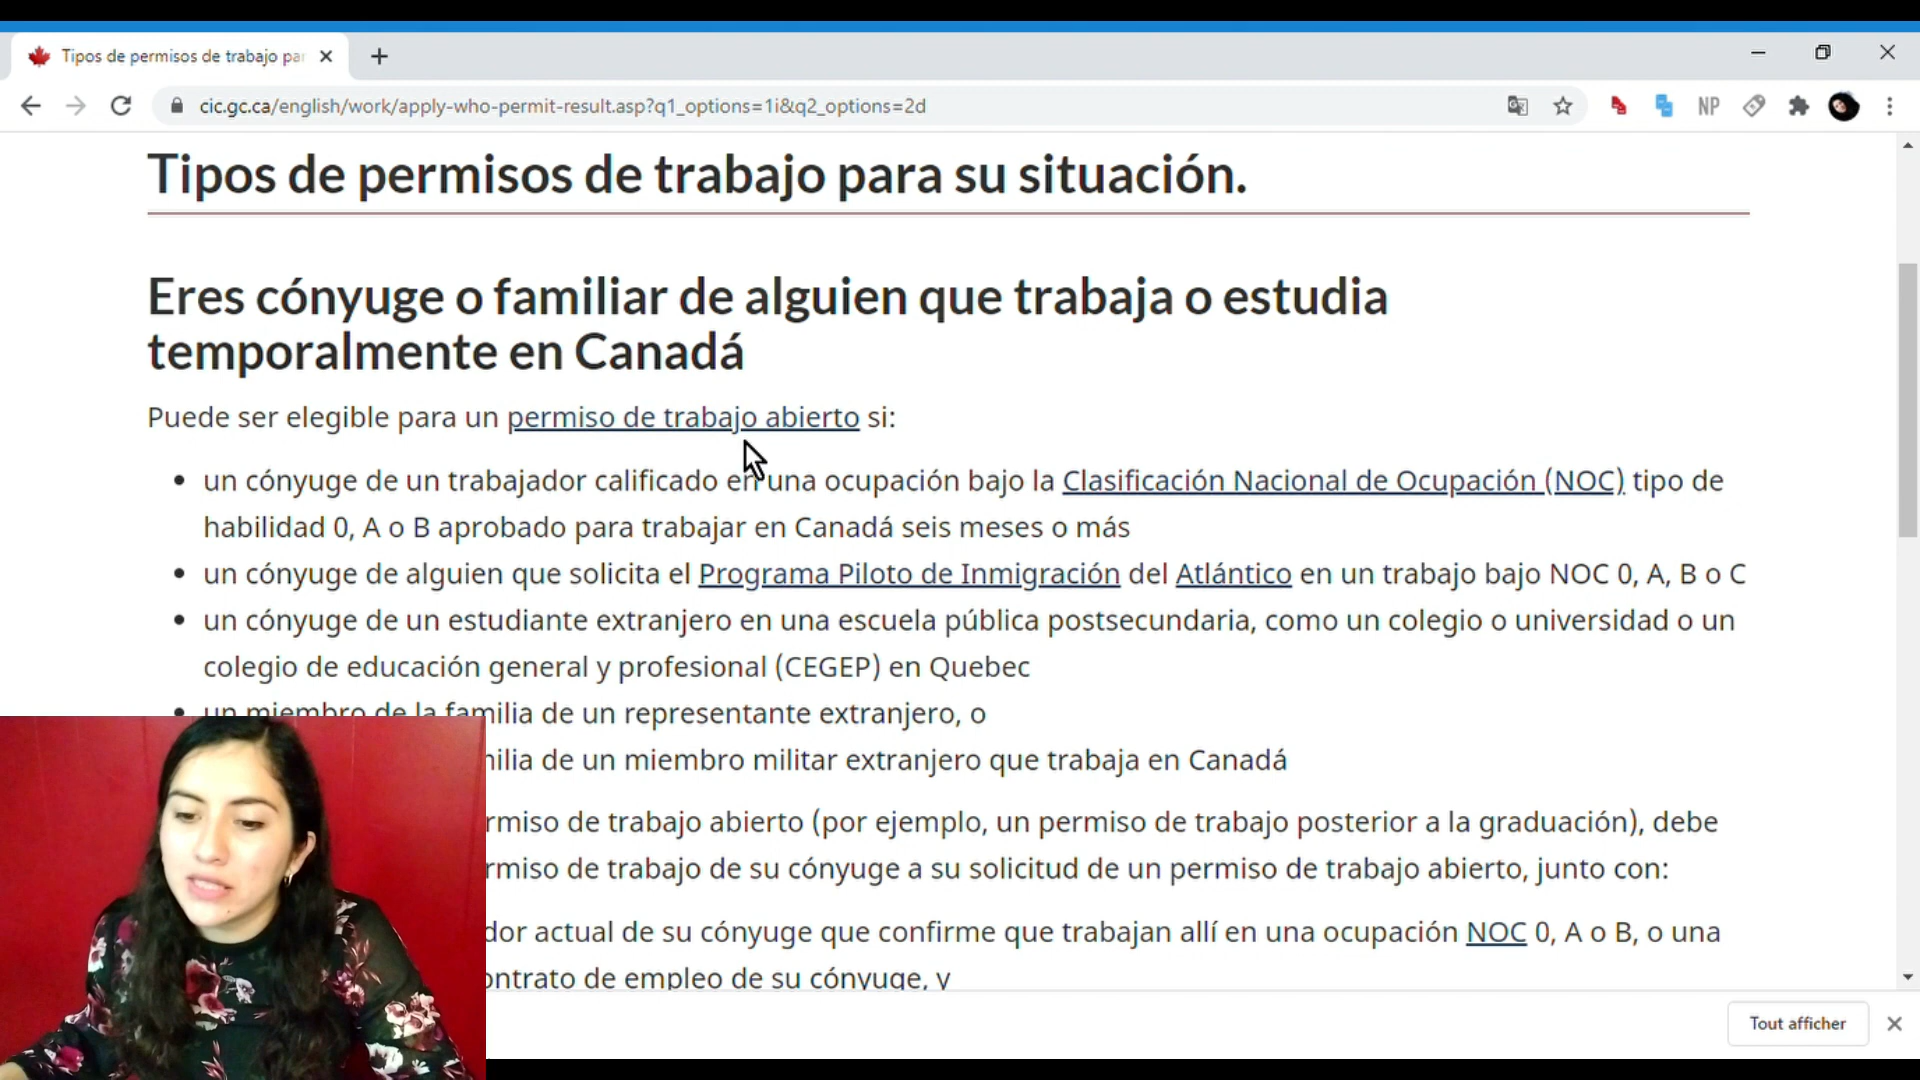 Tipos de permisos de trabajo par
cic.gc.ca/english/work/apply-who-permit-result.asp?q1_options=1i&q2_options=2d
NP
Tipos de permisos de trabajo para su situación.
Eres cónyuge o familiar de alguien que trabaja o estudia
temporalmente en Canadá
Puede ser elegible para un permiso de trabajo abierto si:
• un cónyuge de un trabajador calificado en una ocupación bajo la Clasificación Nacional de Ocupación (NOC) tipo de
habilidad 0, A o B aprobado para trabajar en Canadá seis meses o más
• un cónyuge de alguien que solicita el Programa Piloto de Inmigración del Atlántico en un trabajo bajo NOC 0, A, B o C
• un cónyuge de un estudiante extranjero en una escuela pública postsecundaria, como un colegio o universidad o un
colegio de educación general y profesional (CEGEP) en Quebec
• un miembro de la familia de un representante extranjero, o
ilia de un miembro militar extranjero que trabaja en Canadá
rmiso de trabajo abierto (por ejemplo, un permiso de trabajo posterior a la graduación), debe
rmiso de trabajo de su cónyuge a su solicitud de un permiso de trabajo abierto, junto con:
dor actual de su cónyuge que confirme que trabajan allí en una ocupación NOC 0, A o B, o una
ontrato de empleo de su cónyuge, y
Tout afficher